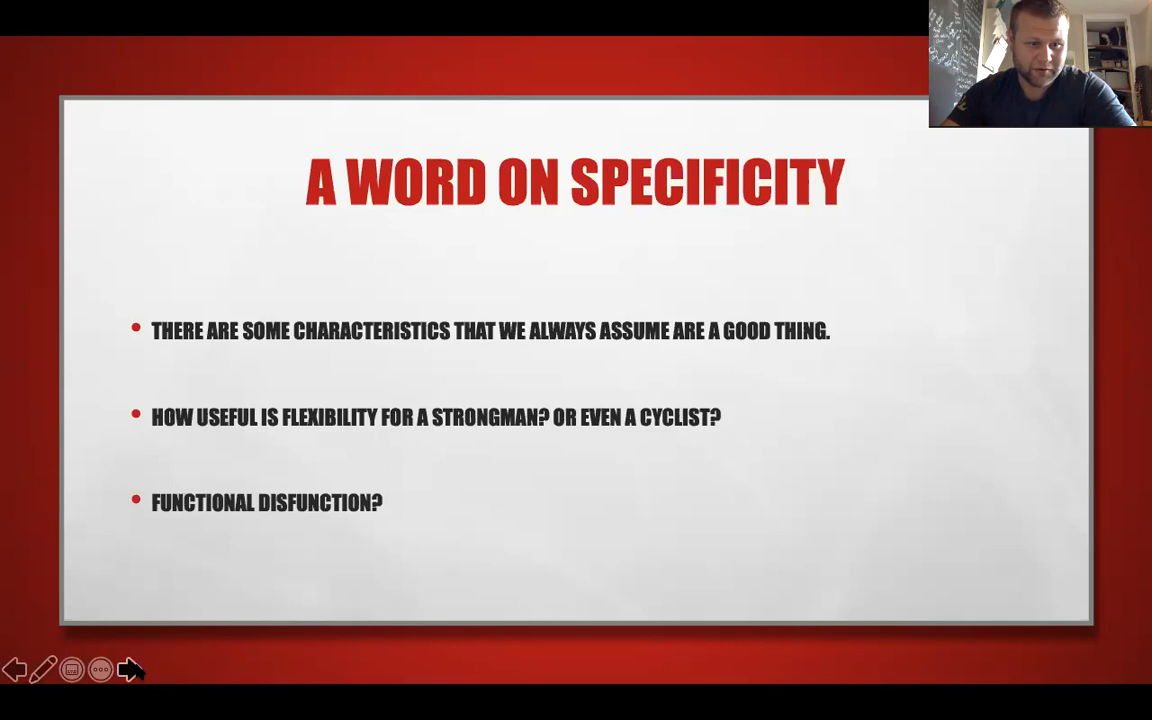 A WORD ON SPECIFICITY
THERE ARE SOME CHARACTERISTICS THAT WE ALWAYS ASSUME ARE A GOOD THING.
HOW USEFUL IS FLEXIBILITY FOR A STRONGMAN? OR EVEN A CYCLIST?
FUNCTIONAL DISFUNCTION?